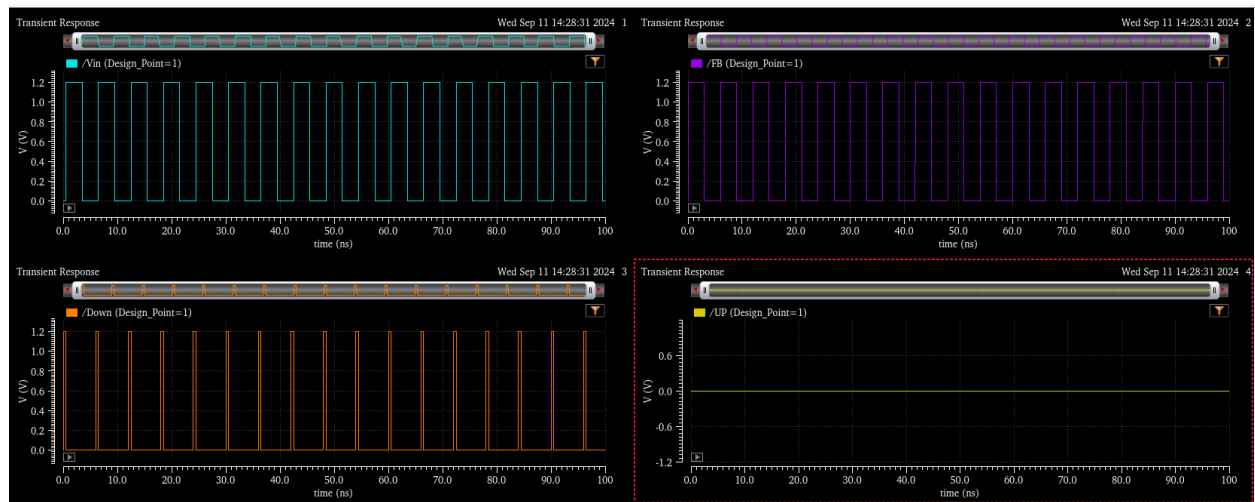 Transient Response Wed Sep 11 14:28:31 2024 1
/Vin (Design_Point=1)
V (V)
1.2
1.0
0.8
0.6
0.4
0.2
0.0
0.0 10.0 20.0 30.0 40.0 50.0 60.0 70.0 80.0 90.0 100
time (ns)
Transient Response Wed Sep 11 14:28:31 2024 2
/FB (Design_Point=1)
V (V)
1.2
1.0
0.8
0.6
0.4
0.2
0.0
0.0 10.0 20.0 30.0 40.0 50.0 60.0 70.0 80.0 90.0 100
time (ns)
Transient Response Wed Sep 11 14:28:31 2024 3
/Down (Design_Point=1)
V (V)
1.2
1.0
0.8
0.6
0.4
0.2
0.0
0.0 10.0 20.0 30.0 40.0 50.0 60.0 70.0 80.0 90.0 100
time (ns)
Transient Response Wed Sep 11 14:28:31 2024 4
/UP (Design_Point=1)
V (V)
0.6
0.0
-0.6
-1.2
0.0 10.0 20.0 30.0 40.0 50.0 60.0 70.0 80.0 90.0 100
time (ns)